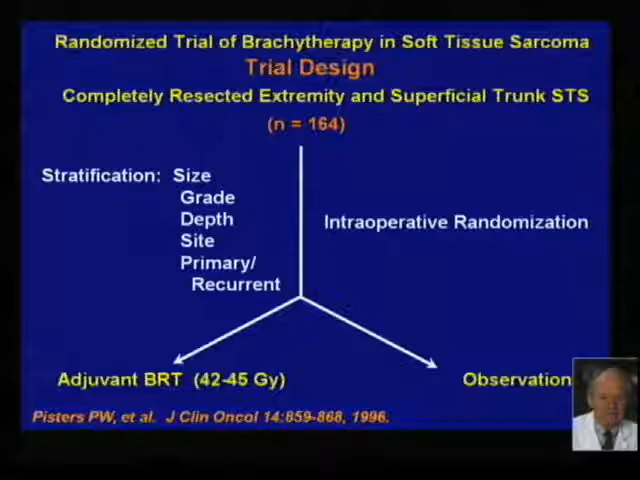 Randomized Trial of Brachytherapy in Soft Tissue Sarcoma
Trial Design
Completely Resected Extremity and Superficial Trunk STS
(n = 164)
Stratification: Size
Grade
Depth
Site
Primary/
Recurrent
Intraoperative Randomization
Adjuvant BRT (42-45 Gy)
Observation
Pisters PW, et al. J Clin Oncol 14:859-868, 1996.